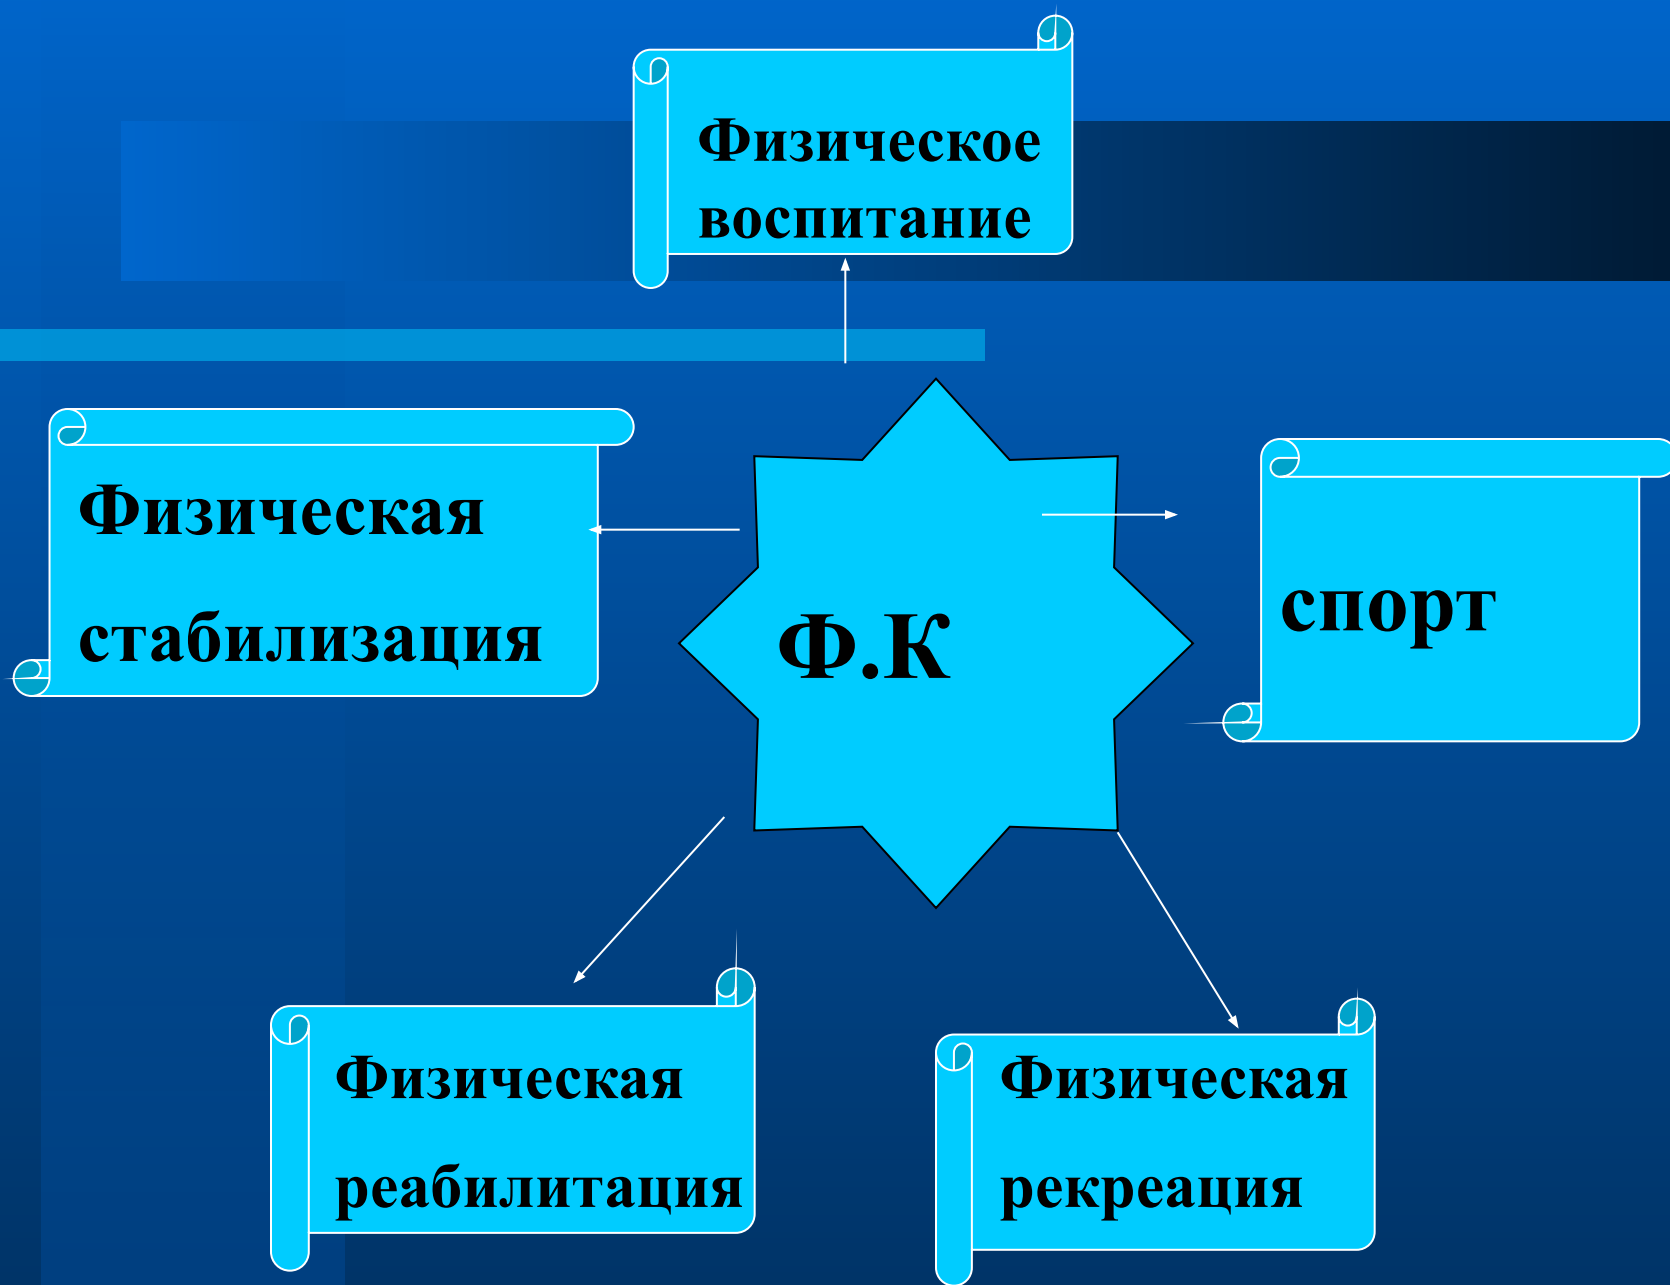 Физическое
воспитание
Физическая
стабилизация
Ф.К
спорт
Физическая
реабилитация
Физическая
рекреация